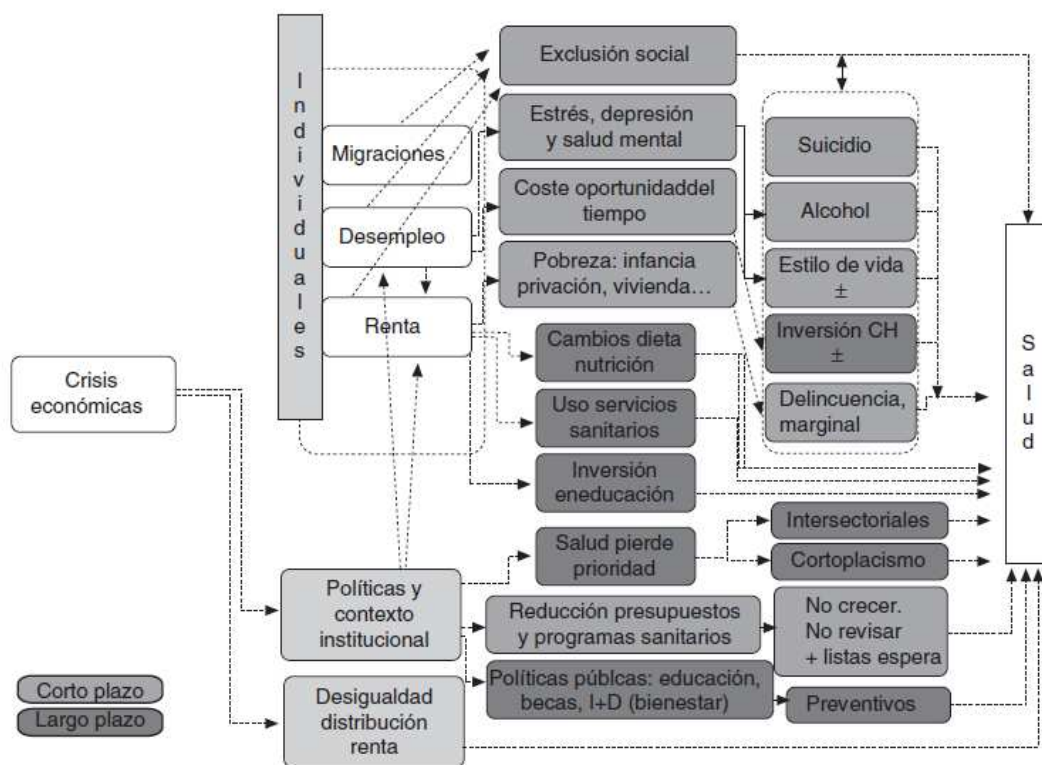 Individuales
Exclusión social
Estrés, depresión
y salud mental
Migraciones
Suicidio
Coste oportunidaddel
tiempo
Alcohol
Desempleo
Pobreza: infancia
privación, vivienda...
Estilo de vida
±
Renta
Inversión CH
±
Cambios dieta
nutrición
Crisis
económicas
Uso servicios
sanitarios
Delincuencia,
marginal
Salud
Inversión
eneducación
Intersectoriales
Salud pierde
prioridad
Cortoplacismo
Políticas y
contexto
institucional
Reducción presupuestos
y programas sanitarios
No crecer.
No revisar
+ listas espera
Políticas púbIcas: educación,
becas, I+D (bienestar)
Preventivos
Corto plazo
Largo plazo
Desigualdad
distribución
renta